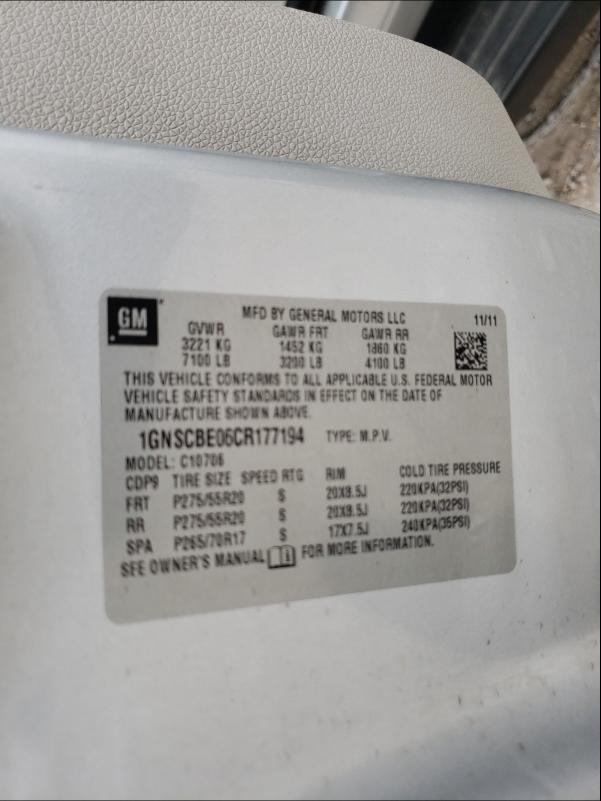 GM
MFD BY GENERAL MOTORS LLC 11/11
GVWR GAWR FRT GAWR RR
3221 KG 1452 KG 1860 KG
7100 LB 3200 LB 4100 LB
THIS VEHICLE CONFORMS TO ALL APPLICABLE U.S. FEDERAL MOTOR
VEHICLE SAFETY STANDARDS IN EFFECT ON THE DATE OF
MANUFACTURE SHOWN ABOVE.
1GNSCBE06CR177194 TYPE: M.P.V.
MODEL: C10706
CDP9 TIRE SIZE SPEED RTG RIM COLD TIRE PRESSURE
FRT P275/55R20 S 20X8.5J 220KPA(32PSI)
RR P275/55R20 S 20X8.5J 220KPA(32PSI)
SPA P265/70R17 S 17X7.5J 240KPA(35PSI)
SEE OWNER'S MANUAL FOR MORE INFORMATION.